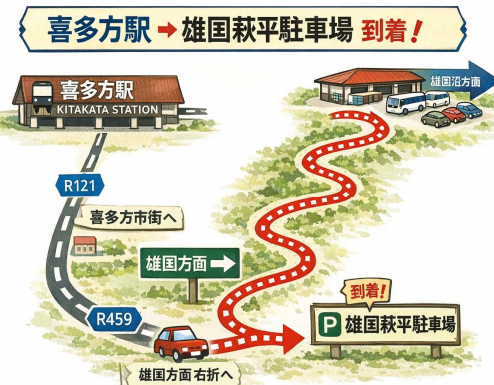 喜多方駅➡雄国萩平駐車場 到着!
喜多方駅
KITAKATA STATION
雄国沼方面
R121
喜多方市街へ
雄国方面➡
到着!
P 雄国萩平駐車場
R459
雄国方面 右折へ